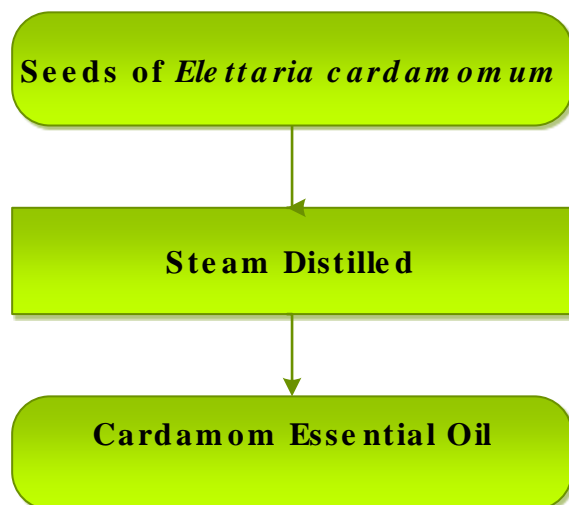 Seeds of Elettaria cardamomum
Steam Distilled
Cardamom Essential Oil